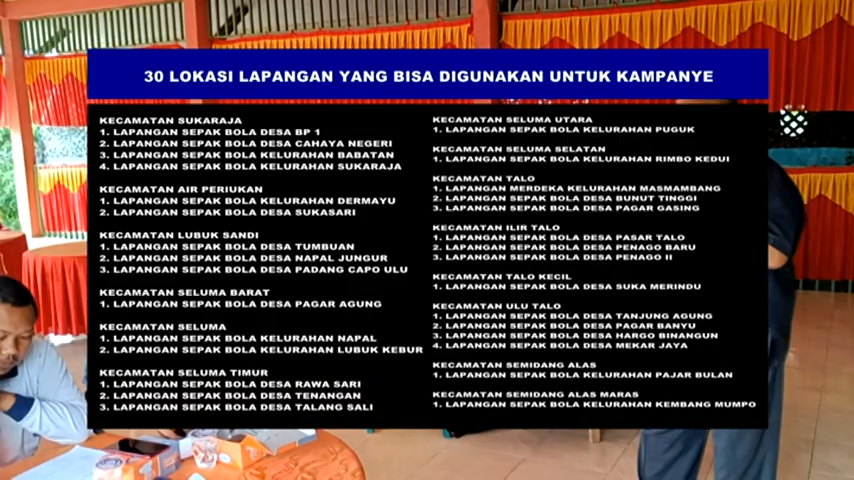 30 LOKASI LAPANGAN YANG BISA DIGUNAKAN UNTUK KAMPANYE
KECAMATAN SUKARAJA
1. LAPANGAN SEPAK BOLA DESA BP 1
2. LAPANGAN SEPAK BOLA DESA CAHAYA NEGERI
3. LAPANGAN SEPAK BOLA KELURAHAN BABATAN
4. LAPANGAN SEPAK BOLA KELURAHAN SUKARAJA
KECAMATAN AIR PERIUKAN
1. LAPANGAN SEPAK BOLA KELURAHAN DERMAYU
2. LAPANGAN SEPAK BOLA DESA SUKASARI
KECAMATAN LUBUK SANDI
1. LAPANGAN SEPAK BOLA DESA TUMBUAN
2. LAPANGAN SEPAK BOLA DESA NAPAL JUNGUR
3. LAPANGAN SEPAK BOLA DESA PADANG CAPO ULU
KECAMATAN SELUMA BARAT
1. LAPANGAN SEPAK BOLA DESA PAGAR AGUNG
KECAMATAN SELUMA
1. LAPANGAN SEPAK BOLA KELURAHAN NAPAL
2. LAPANGAN SEPAK BOLA KELURAHAN LUBUK KEBUR
KECAMATAN SELUMA TIMUR
1. LAPANGAN SEPAK BOLA DESA RAWA SARI
2. LAPANGAN SEPAK BOLA DESA TENANGAN
3. LAPANGAN SEPAK BOLA DESA TALANG SALI
KECAMATAN SELUMA UTARA
1. LAPANGAN SEPAK BOLA KELURAHAN PUGUK
KECAMATAN SELUMA SELATAN
1. LAPANGAN SEPAK BOLA KELURAHAN RIMBO KEDUI
KECAMATAN TALO
1. LAPANGAN MERDEKA KELURAHAN MASMAMBANG
2. LAPANGAN SEPAK BOLA DESA BUNUT TINGGI
3. LAPANGAN SEPAK BOLA DESA PAGAR GASING
KECAMATAN ILIR TALO
1. LAPANGAN SEPAK BOLA DESA PASAR TALO
2. LAPANGAN SEPAK BOLA DESA PENAGO BARU
3. LAPANGAN SEPAK BOLA DESA PENAGO II
KECAMATAN TALO KECIL
1. LAPANGAN SEPAK BOLA DESA SUKA MERINDU
KECAMATAN ULU TALO
1. LAPANGAN SEPAK BOLA DESA TANJUNG AGUNG
2. LAPANGAN SEPAK BOLA DESA PAGAR BANYU
3. LAPANGAN SEPAK BOLA DESA HARGO BINANGUN
4. LAPANGAN SEPAK BOLA DESA MEKAR JAYA
KECAMATAN SEMIDANG ALAS
1. LAPANGAN SEPAK BOLA KELURAHAN PAJAR BULAN
KECAMATAN SEMIDANG ALAS MARAS
1. LAPANGAN SEPAK BOLA KELURAHAN KEMBANG MUMPO